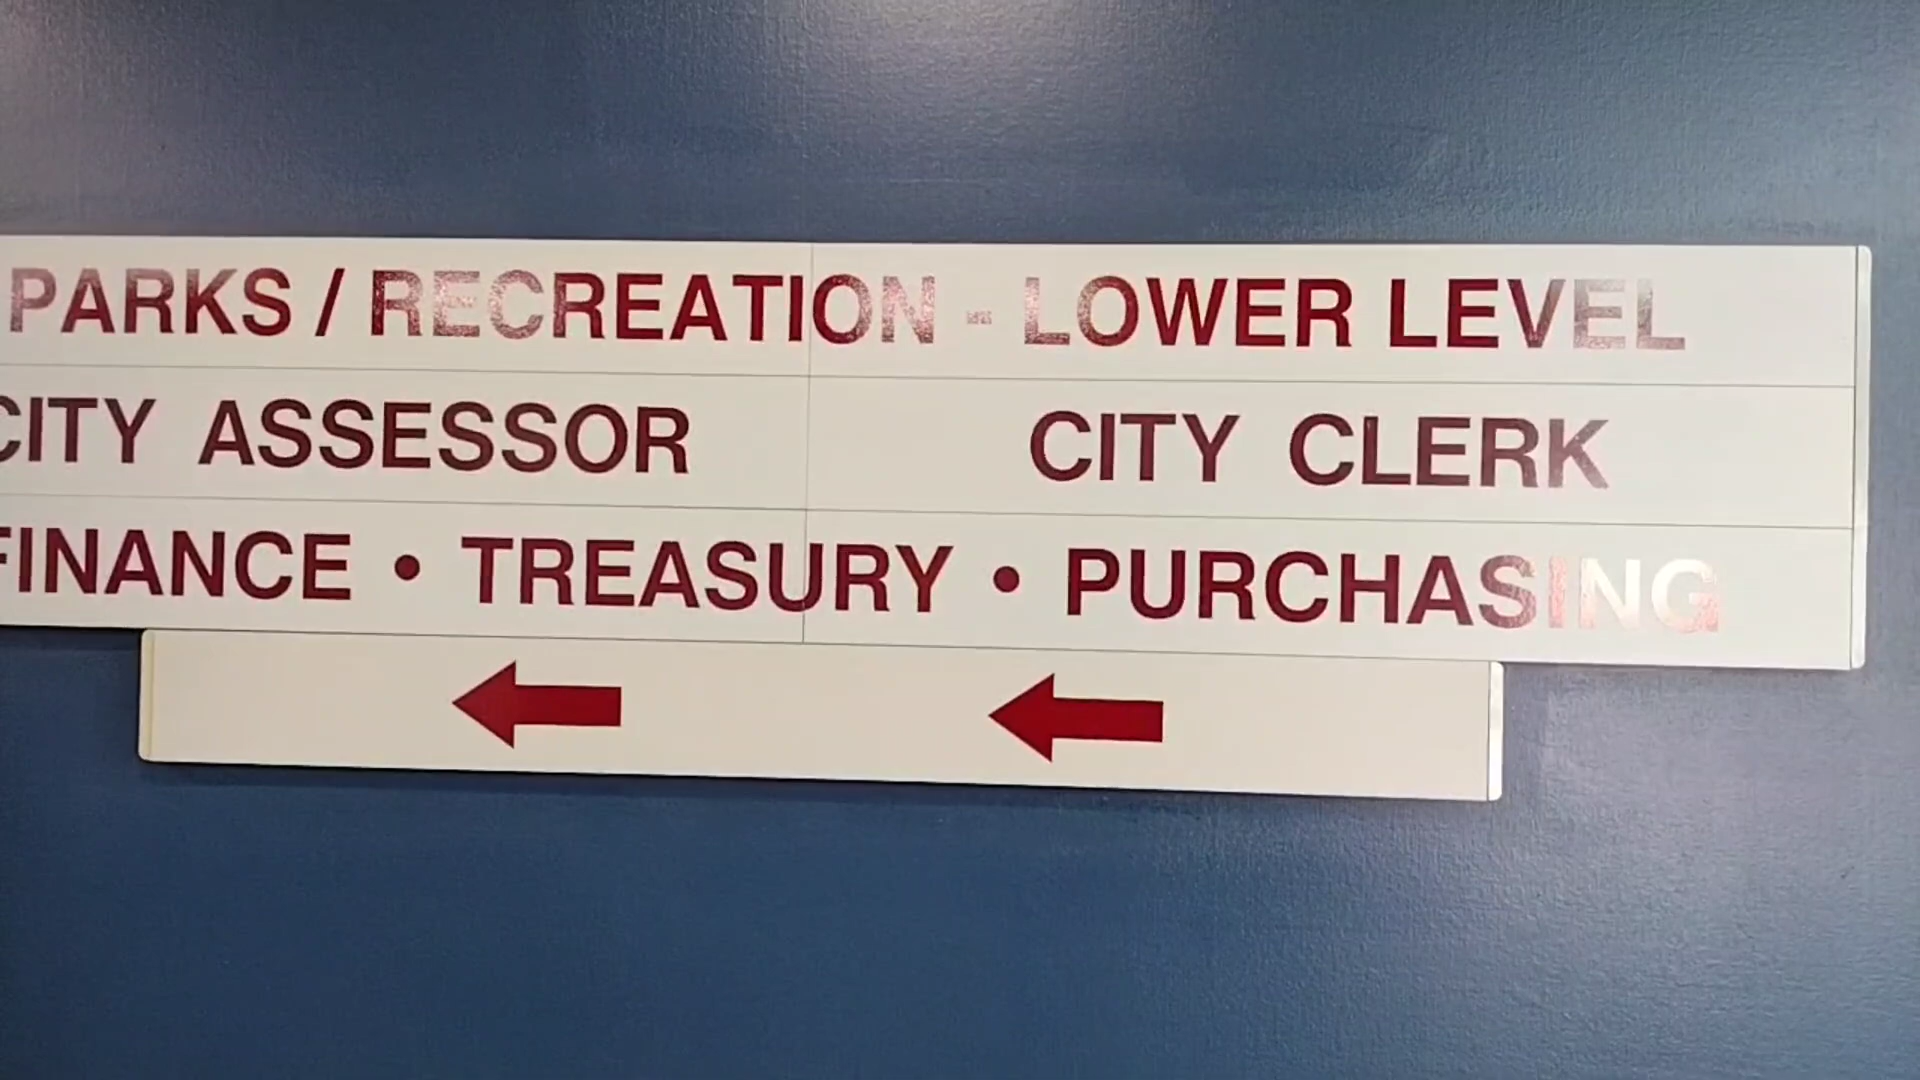 PARKS / RECREATION - LOWER LEVEL
CITY ASSESSOR CITY CLERK
FINANCE • TREASURY • PURCHASING